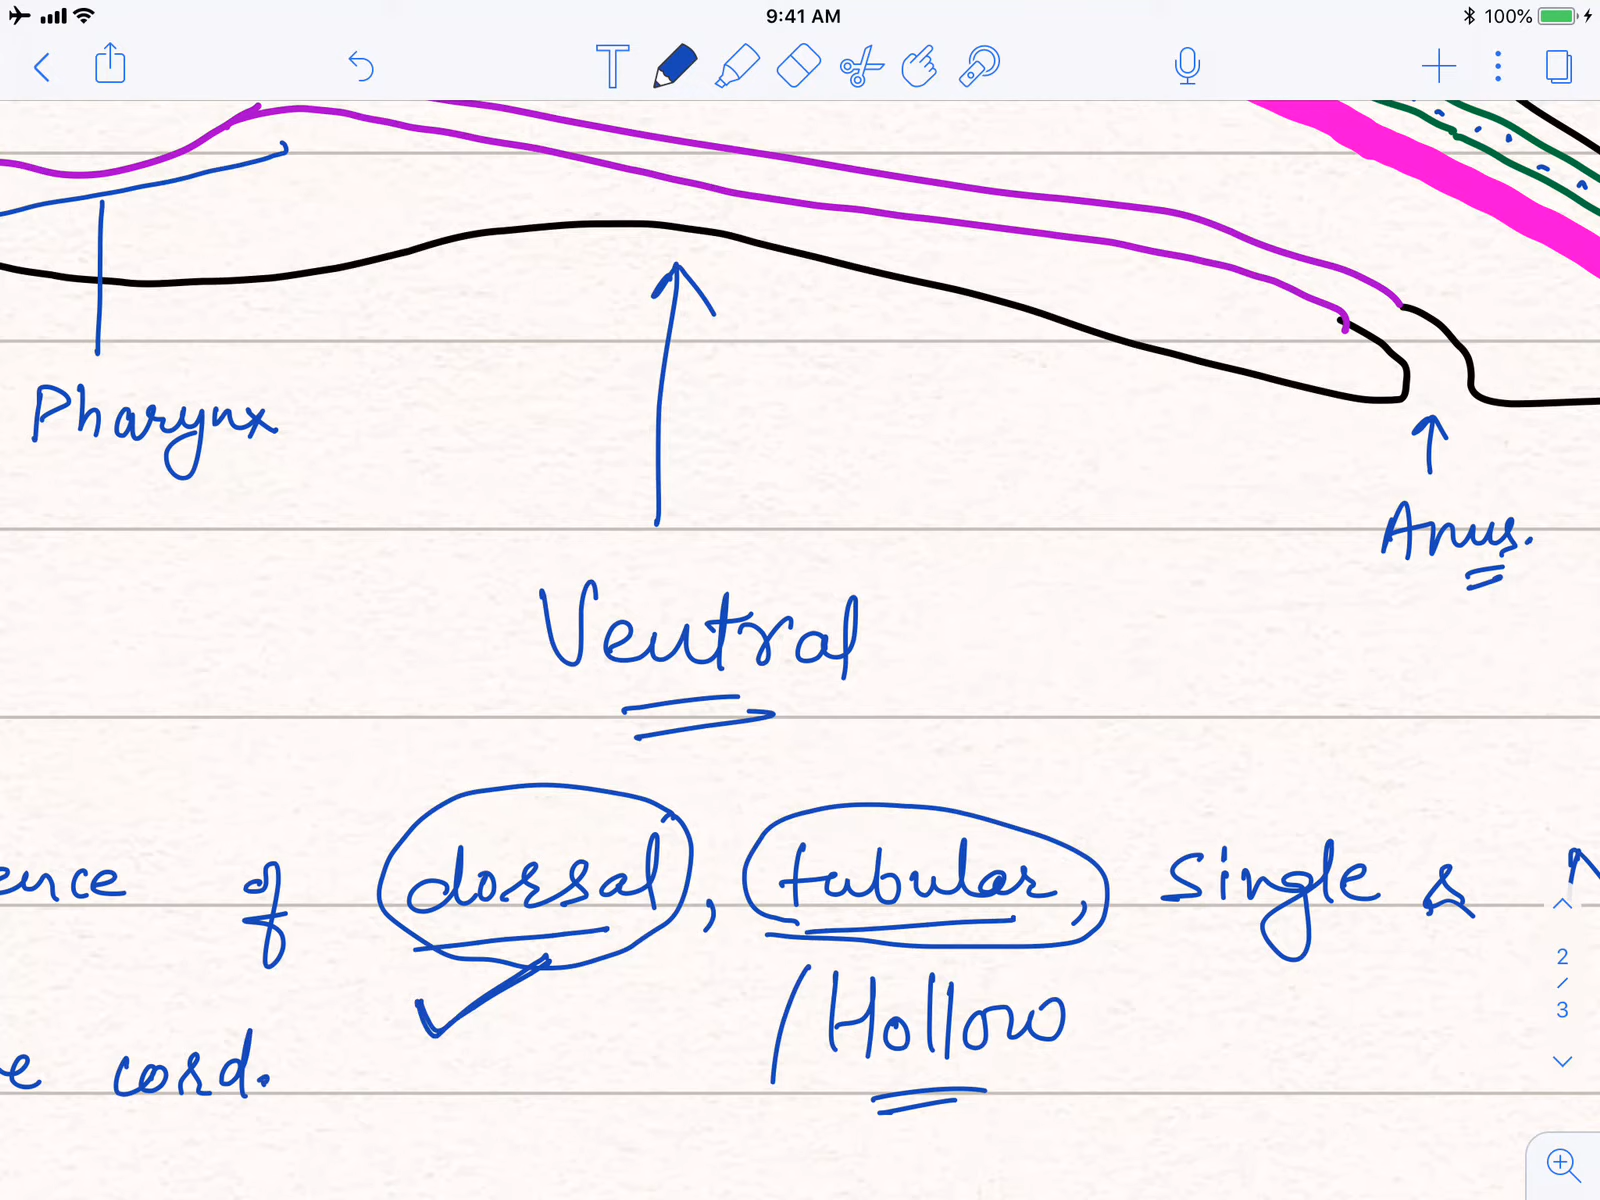 9:41 AM
100%
T
Pharynx
Anus.
Ventral
ence of dorsal, tubular, single & N
/Hollow
e cord.
2
/
3